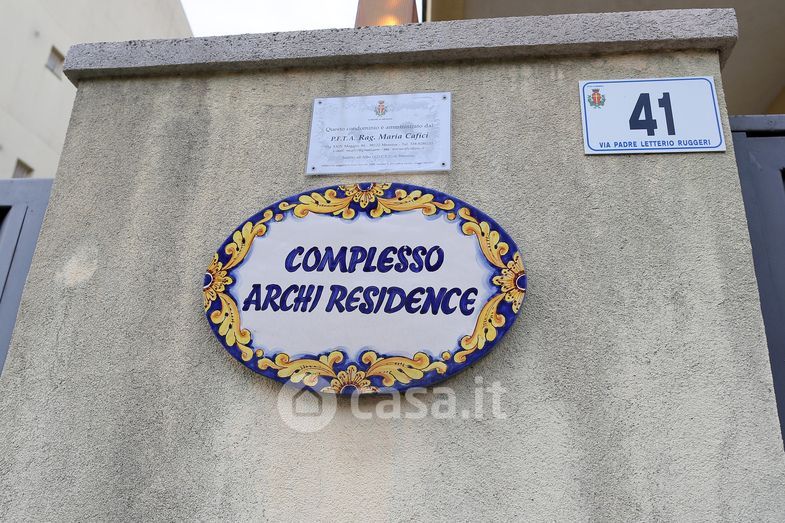 Questo condominio è amministrato da:
P.F.T.A. Rag. Maria Cafici
41
VIA PADRE LETTERIO RUGGERI
COMPLESSO
ARCHI RESIDENCE
casa.it